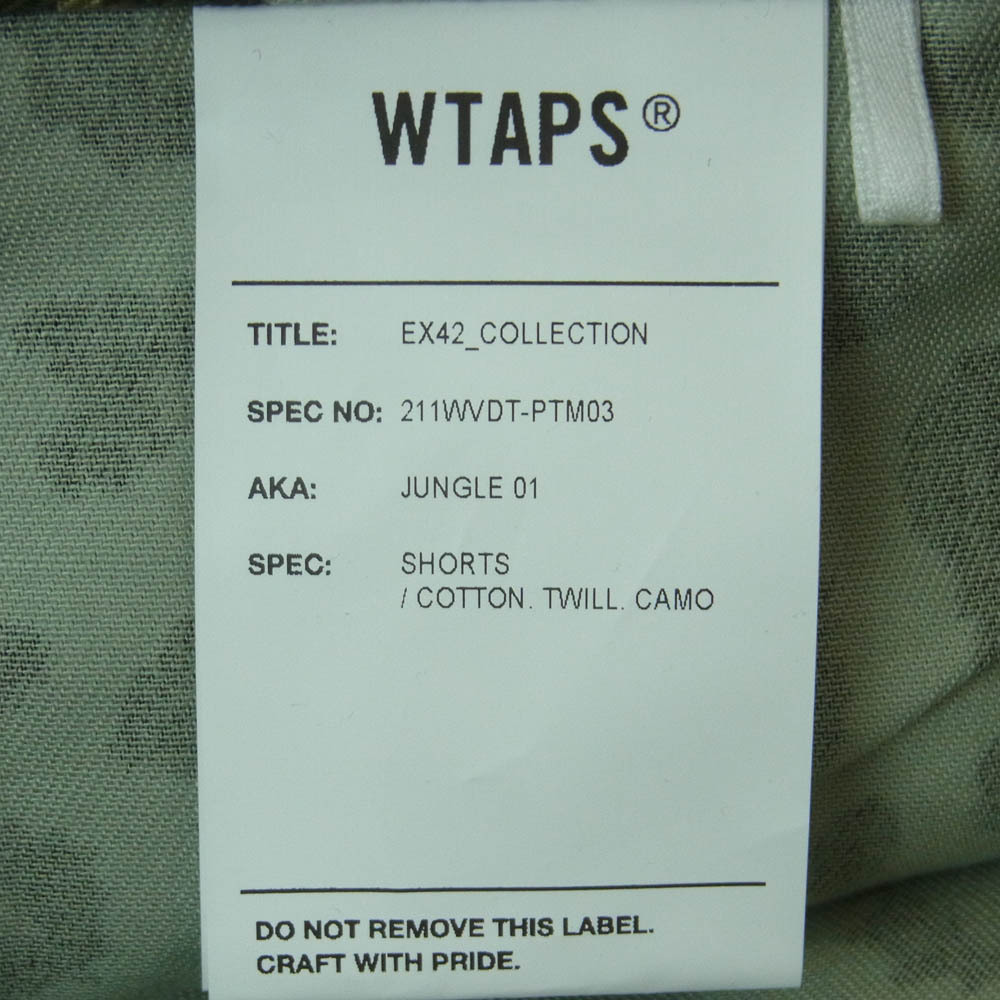 WTAPS®
TITLE: EX42_COLLECTION
SPEC NO: 211WVDT-PTM03
AKA: JUNGLE 01
SPEC: SHORTS
/ COTTON. TWILL. CAMO
DO NOT REMOVE THIS LABEL.
CRAFT WITH PRIDE.